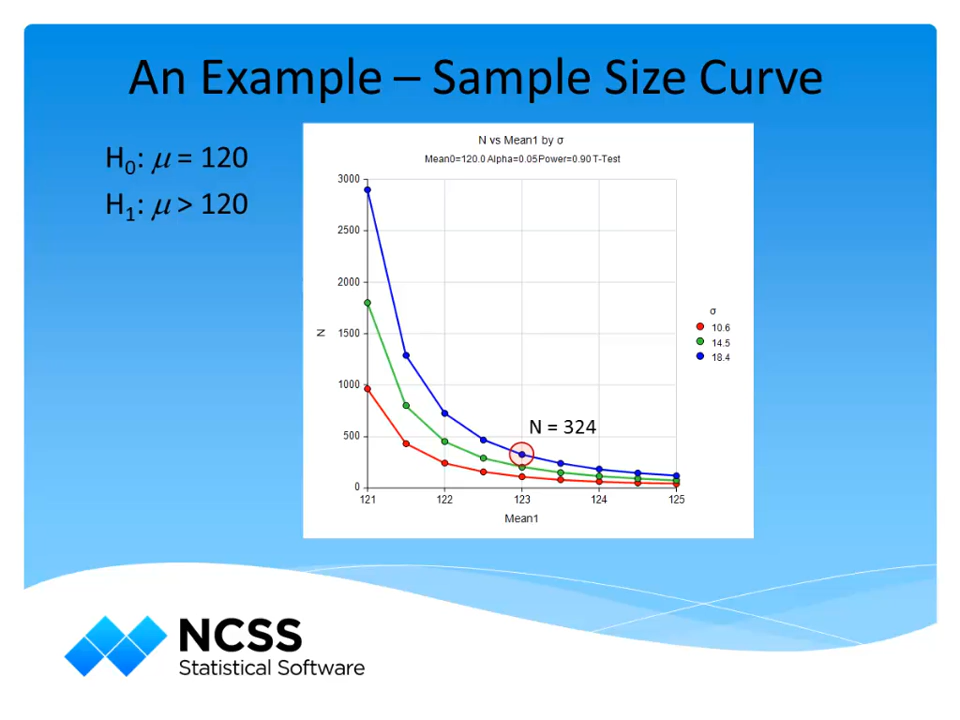 An Example – Sample Size Curve
H0: μ = 120
H1: μ > 120
N vs Mean1 by σ
Mean0=120.0 Alpha=0.05 Power=0.90 T-Test
3000
2500
2000
1500
1000
500
0
N
N = 324
121 122 123 124 125
Mean1
σ
10.6
14.5
18.4
NCSS
Statistical Software